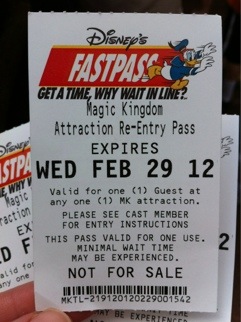 Disney's
FASTPASS
GET A TIME, WHY WAIT IN LINE?
Magic Kingdom
Attraction Re-Entry Pass
EXPIRES
WED FEB 29 12
Valid for one (1) Guest at
any one (1) MK attraction.
PLEASE SEE CAST MEMBER
FOR ENTRY INSTRUCTIONS
THIS PASS VALID FOR ONE USE.
MINIMAL WAIT TIME
MAY BE EXPERIENCED.
NOT FOR SALE
MKTL-219120120229001542